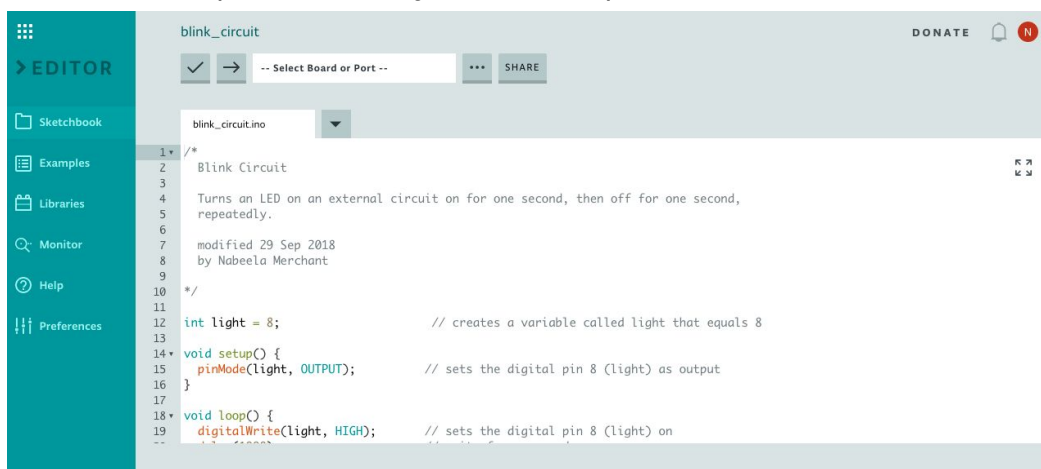 blink_circuit
DONATE
N
>EDITOR
-- Select Board or Port --
SHARE
Sketchbook
Examples
Libraries
Monitor
Help
Preferences
blink_circuit.ino
1 /*
2 Blink Circuit
3
4 Turns an LED on an external circuit on for one second, then off for one second,
5 repeatedly.
6
7 modified 29 Sep 2018
8 by Nabeela Merchant
9
10 */
11
12 int light = 8; // creates a variable called light that equals 8
13
14 void setup() {
15 pinMode(light, OUTPUT); // sets the digital pin 8 (light) as output
16 }
17
18 void loop() {
19 digitalWrite(light, HIGH); // sets the digital pin 8 (light) on